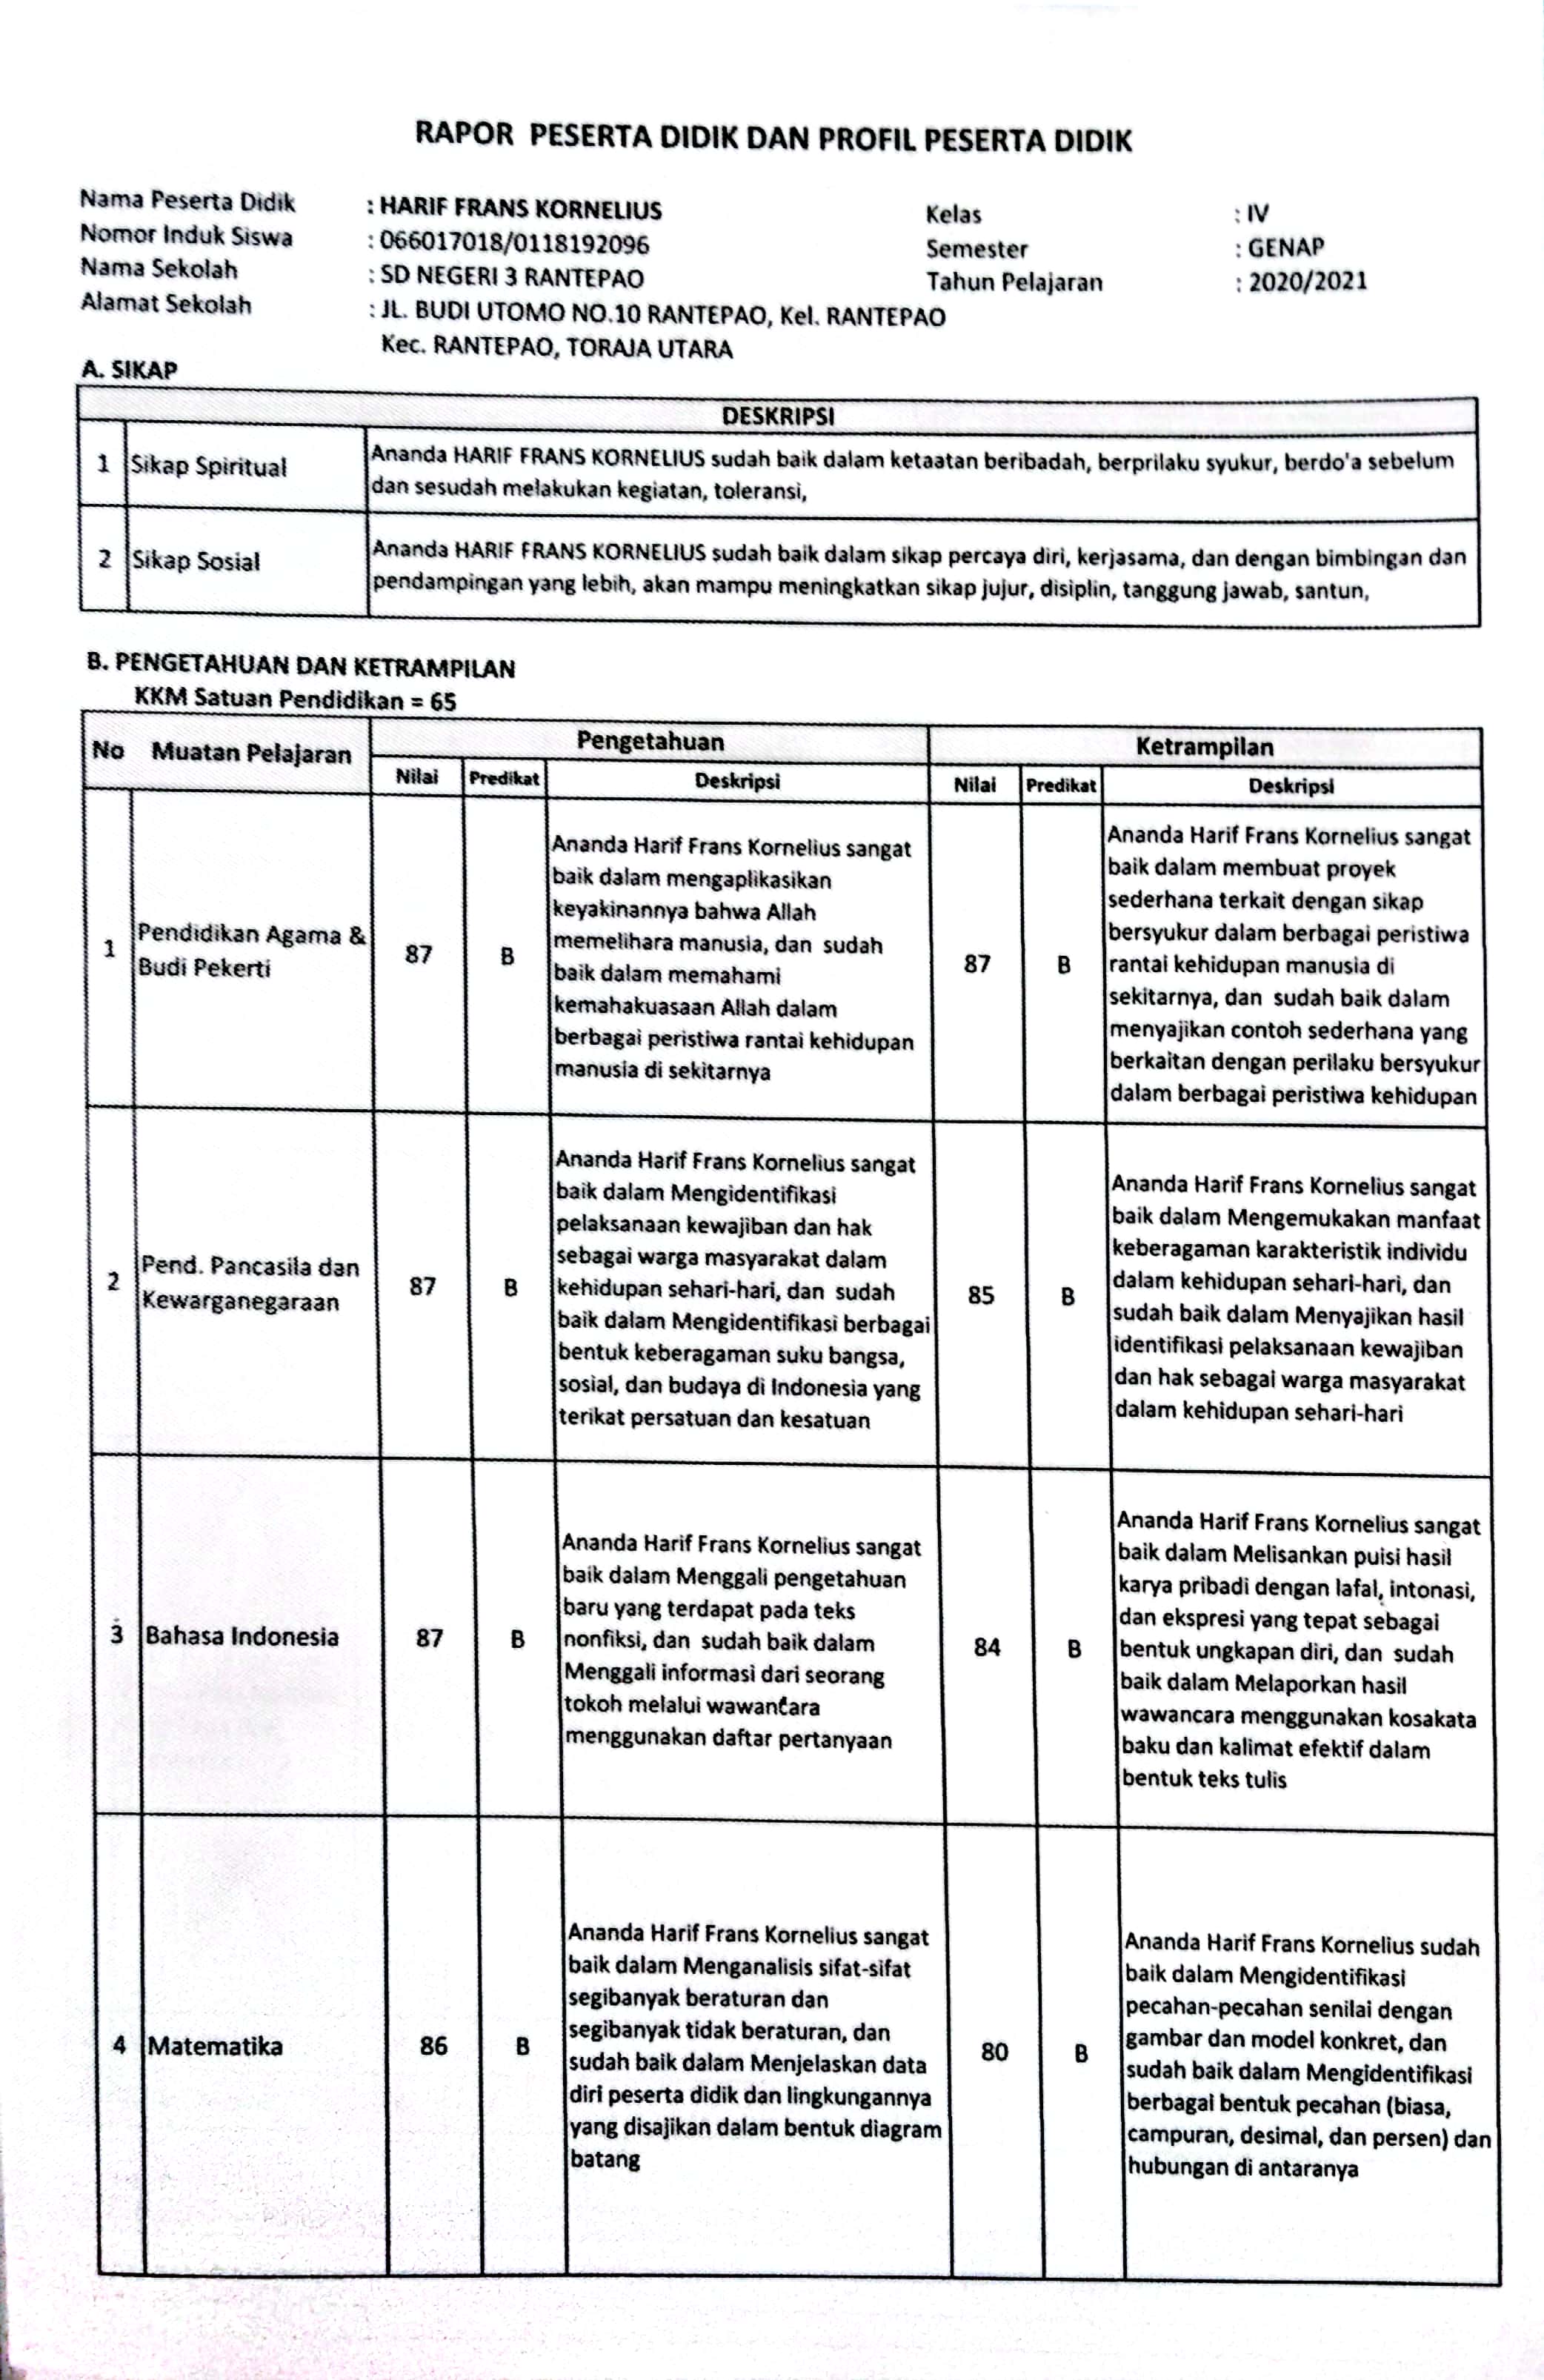 RAPOR PESERTA DIDIK DAN PROFIL PESERTA DIDIK
Nama Peserta Didik : HARIF FRANS KORNELIUS Kelas : IV
Nomor Induk Siswa : 066017018/0118192096 Semester : GENAP
Nama Sekolah : SD NEGERI 3 RANTEPAO Tahun Pelajaran : 2020/2021
Alamat Sekolah : JL. BUDI UTOMO NO.10 RANTEPAO, Kel. RANTEPAO
Kec. RANTEPAO, TORAJA UTARA
A. SIKAP
DESKRIPSI
1 Sikap Spiritual
Ananda HARIF FRANS KORNELIUS sudah baik dalam ketaatan beribadah, berprilaku syukur, berdo'a sebelum
dan sesudah melakukan kegiatan, toleransi,
2 Sikap Sosial
Ananda HARIF FRANS KORNELIUS sudah baik dalam sikap percaya diri, kerjasama, dan dengan bimbingan dan
pendampingan yang lebih, akan mampu meningkatkan sikap jujur, disiplin, tanggung jawab, santun,
B. PENGETAHUAN DAN KETRAMPILAN
KKM Satuan Pendidikan = 65
No Muatan Pelajaran Pengetahuan Ketrampilan
Nilai Predikat Deskripsi Nilai Predikat Deskripsi
1
Pendidikan Agama &
Budi Pekerti
87 B
Ananda Harif Frans Kornelius sangat
baik dalam mengaplikasikan
keyakinannya bahwa Allah
memelihara manusia, dan sudah
baik dalam memahami
kemahakuasaan Allah dalam
berbagai peristiwa rantai kehidupan
manusia di sekitarnya
87 B
Ananda Harif Frans Kornelius sangat
baik dalam membuat proyek
sederhana terkait dengan sikap
bersyukur dalam berbagai peristiwa
rantai kehidupan manusia di
sekitarnya, dan sudah baik dalam
menyajikan contoh sederhana yang
berkaitan dengan perilaku bersyukur
dalam berbagai peristiwa kehidupan
2
Pend. Pancasila dan
Kewarganegaraan
87 B
Ananda Harif Frans Kornelius sangat
baik dalam Mengidentifikasi
pelaksanaan kewajiban dan hak
sebagai warga masyarakat dalam
kehidupan sehari-hari, dan sudah
baik dalam Mengidentifikasi berbagai
bentuk keberagaman suku bangsa,
sosial, dan budaya di Indonesia yang
terikat persatuan dan kesatuan
85 B
Ananda Harif Frans Kornelius sangat
baik dalam Mengemukakan manfaat
keberagaman karakteristik individu
dalam kehidupan sehari-hari, dan
sudah baik dalam Menyajikan hasil
identifikasi pelaksanaan kewajiban
dan hak sebagai warga masyarakat
dalam kehidupan sehari-hari
3 Bahasa Indonesia
87 B
Ananda Harif Frans Kornelius sangat
baik dalam Menggali pengetahuan
baru yang terdapat pada teks
nonfiksi, dan sudah baik dalam
Menggali informasi dari seorang
tokoh melalui wawancara
menggunakan daftar pertanyaan
84 B
Ananda Harif Frans Kornelius sangat
baik dalam Melisankan puisi hasil
karya pribadi dengan lafal, intonasi,
dan ekspresi yang tepat sebagai
bentuk ungkapan diri, dan sudah
baik dalam Melaporkan hasil
wawancara menggunakan kosakata
baku dan kalimat efektif dalam
bentuk teks tulis
4 Matematika
86 B
Ananda Harif Frans Kornelius sangat
baik dalam Menganalisis sifat-sifat
segibanyak beraturan dan
segibanyak tidak beraturan, dan
sudah baik dalam Menjelaskan data
diri peserta didik dan lingkungannya
yang disajikan dalam bentuk diagram
batang
80 B
Ananda Harif Frans Kornelius sudah
baik dalam Mengidentifikasi
pecahan-pecahan senilai dengan
gambar dan model konkret, dan
sudah baik dalam Mengidentifikasi
berbagai bentuk pecahan (biasa,
campuran, desimal, dan persen) dan
hubungan di antaranya